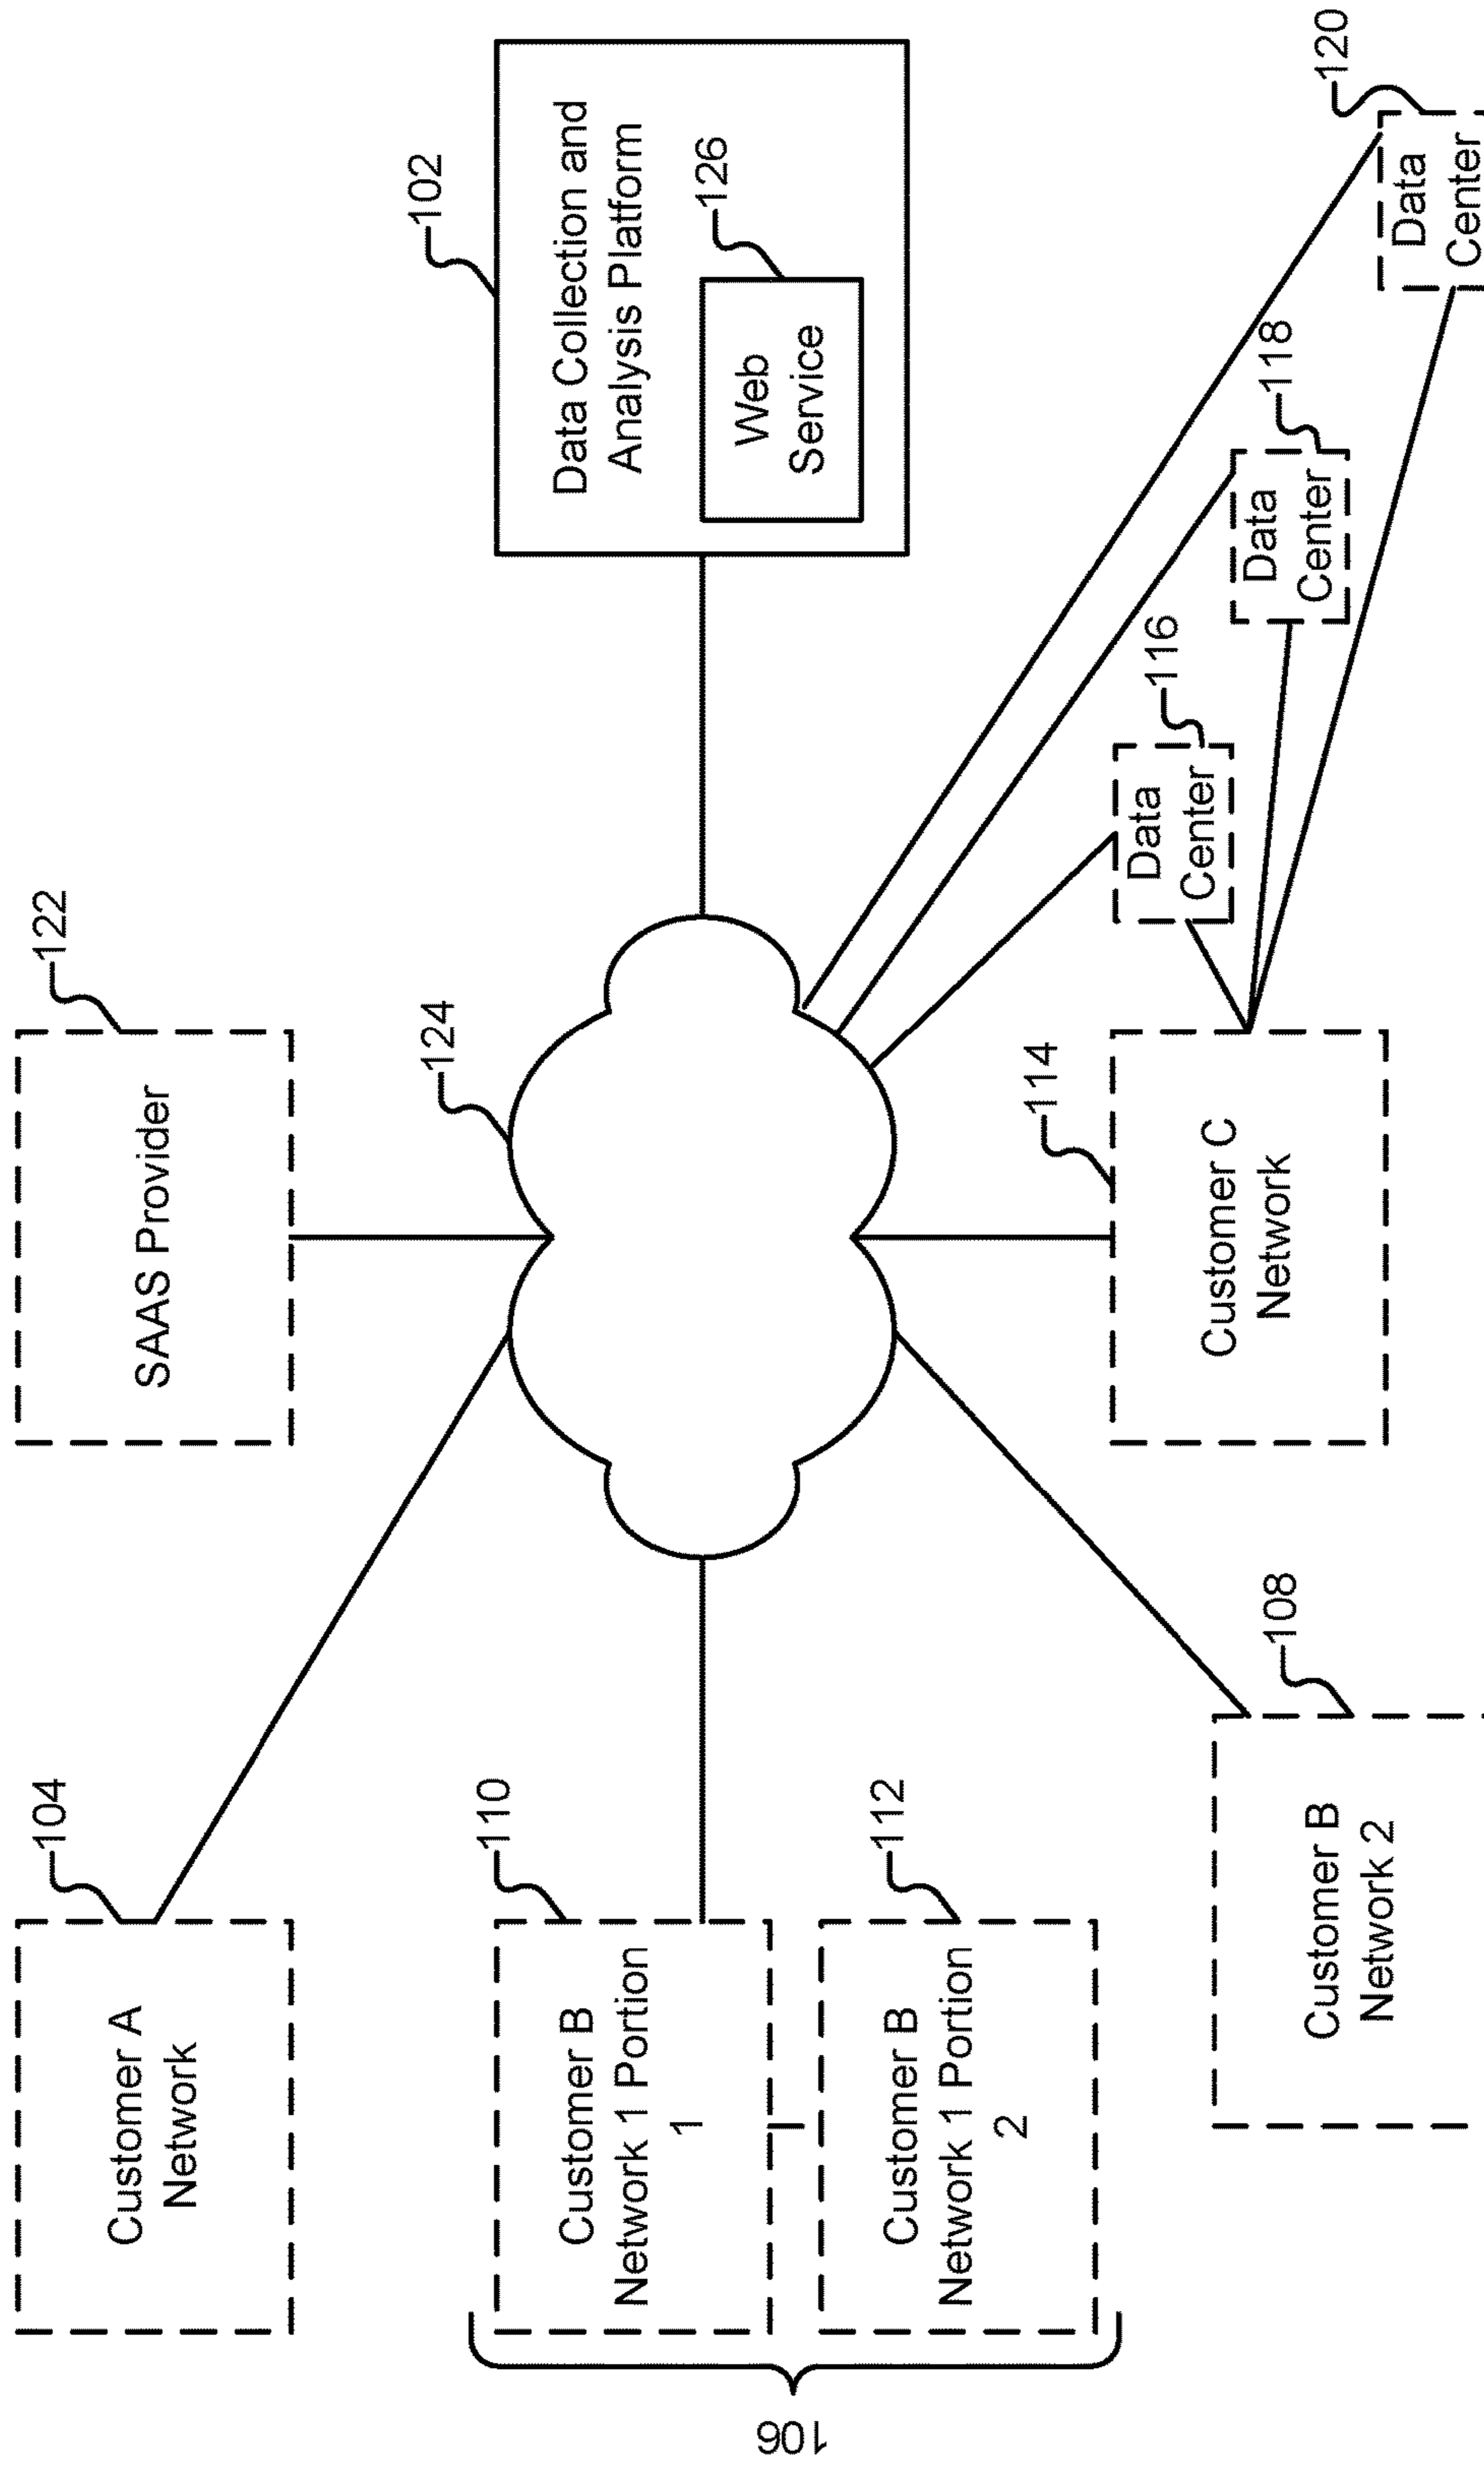 104
Customer A
Network
122
SAAS Provider
106
110
Customer B
Network 1 Portion
1
112
Customer B
Network 1 Portion
2
124
102
Data Collection and
Analysis Platform
126
Web
Service
108
Customer B
Network 2
114
Customer C
Network
116
Data
Center
118
Data
Center
120
Data
Center